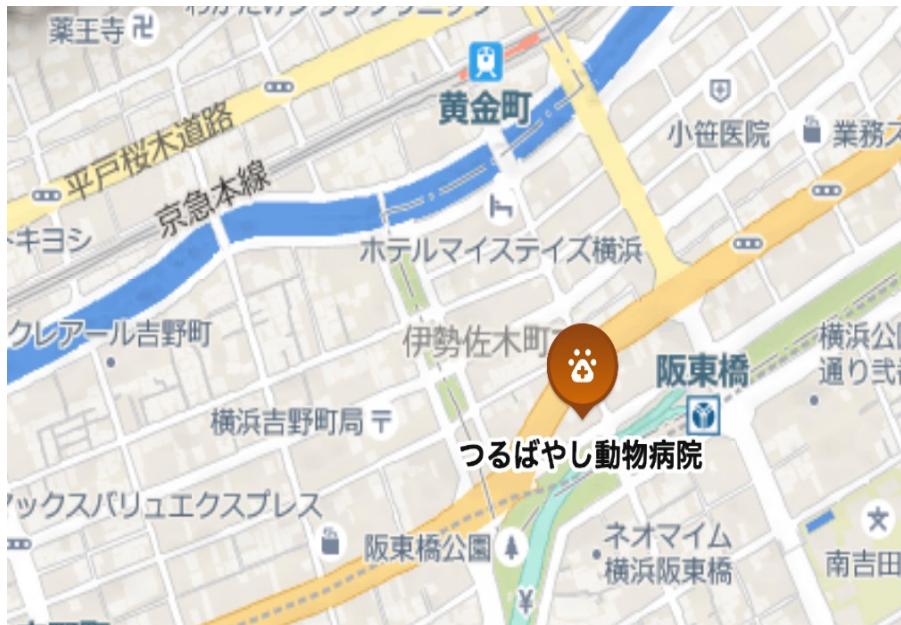 薬王寺
黄金町
小笹医院
業務ス
平戸桜木道路
京急本線
トキヨシ
ホテルマイステイズ横浜
クレアール吉野町
伊勢佐木町
阪東橋
横浜公園
通り弐番
横浜吉野町局
つるばやし動物病院
マックスバリュエクスプレス
阪東橋公園
ネオマイム
横浜阪東橋
南吉田
¥